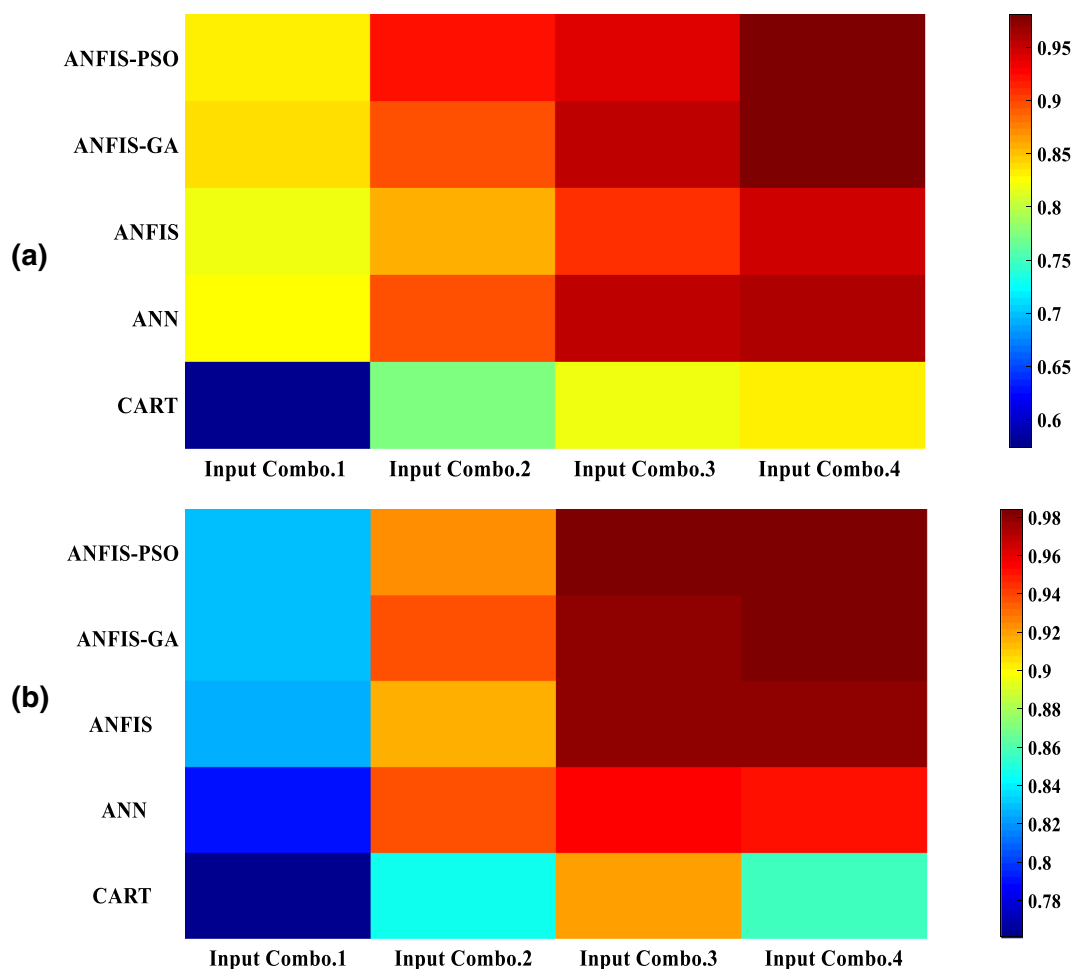 ANFIS-PSO
ANFIS-GA
ANFIS
ANN
CART
(a)
Input Combo.1 Input Combo.2 Input Combo.3 Input Combo.4
0.95
0.9
0.85
0.8
0.75
0.7
0.65
0.6
ANFIS-PSO
ANFIS-GA
ANFIS
ANN
CART
(b)
Input Combo.1 Input Combo.2 Input Combo.3 Input Combo.4
0.98
0.96
0.94
0.92
0.9
0.88
0.86
0.84
0.82
0.8
0.78